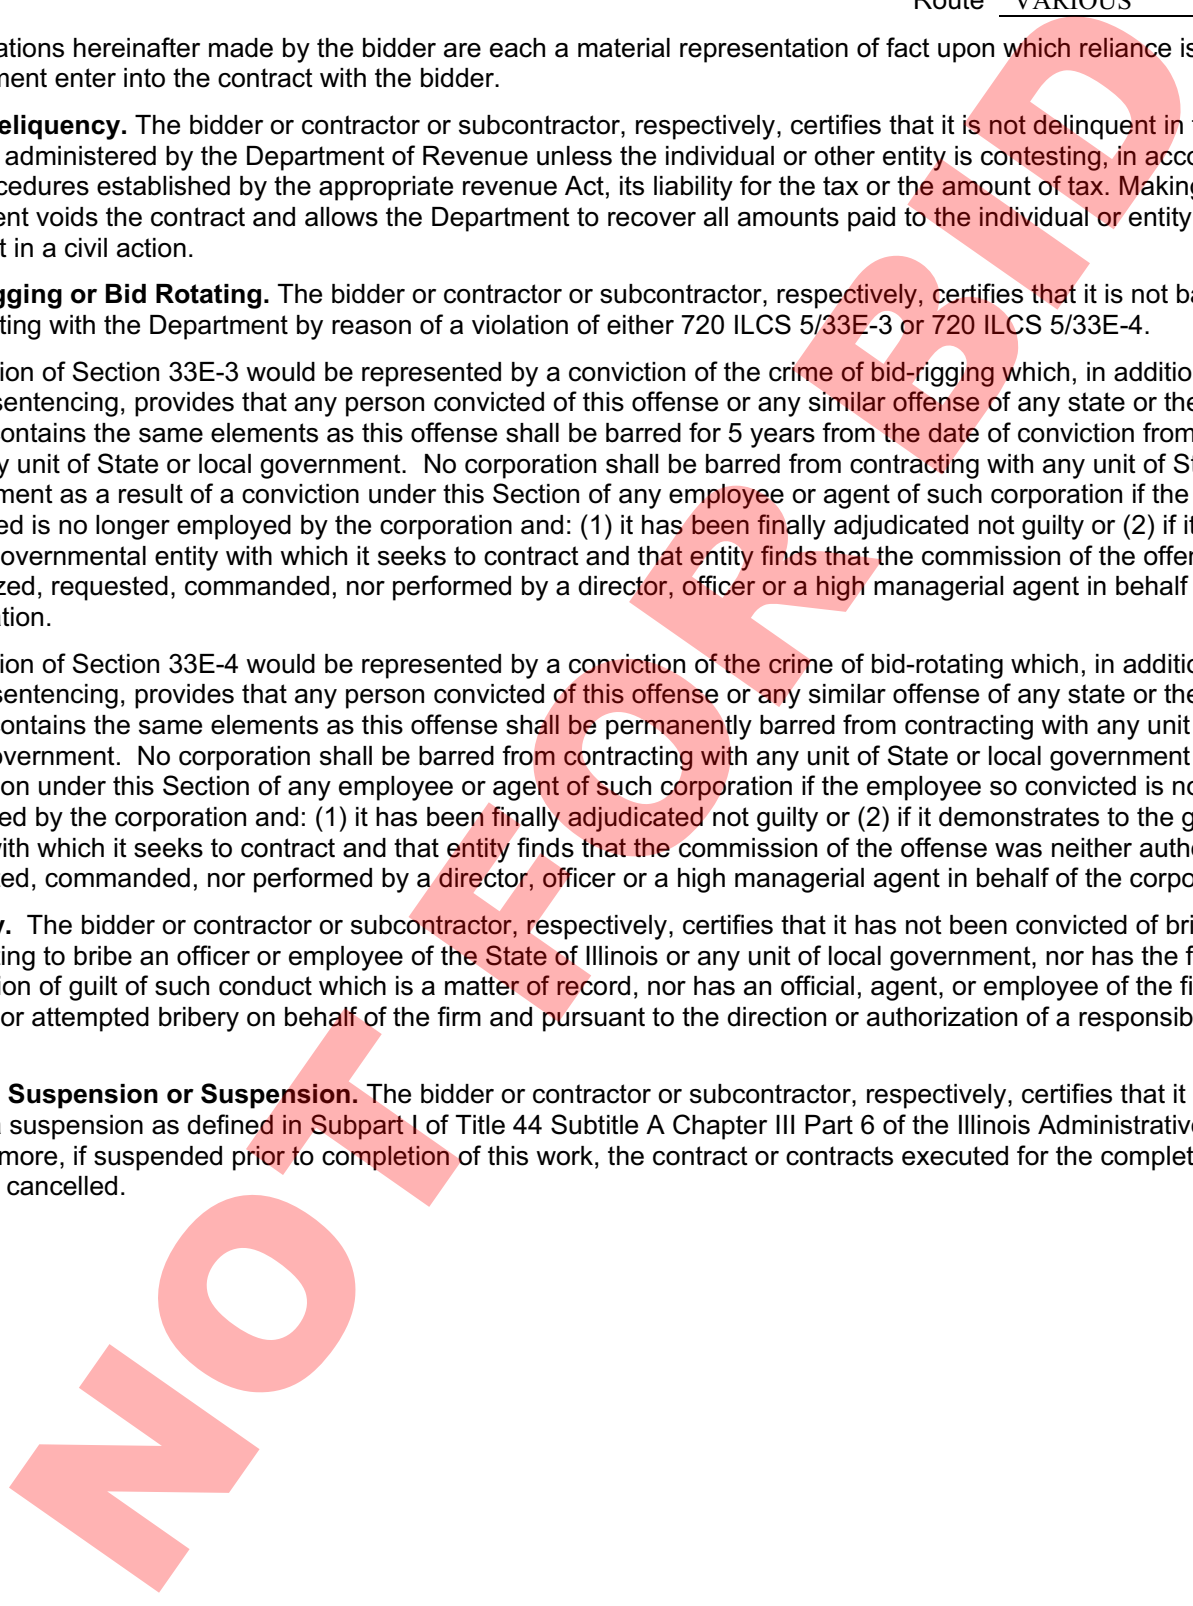 Route VARIOUS
ations hereinafter made by the bidder are each a material representation of fact upon which reliance is
ment enter into the contract with the bidder.
eliquency. The bidder or contractor or subcontractor, respectively, certifies that it is not delinquent in
administered by the Department of Revenue unless the individual or other entity is contesting, in acco
cedures established by the appropriate revenue Act, its liability for the tax or the amount of tax. Making
ent voids the contract and allows the Department to recover all amounts paid to the individual or entity
t in a civil action.
gging or Bid Rotating. The bidder or contractor or subcontractor, respectively, certifies that it is not ba
ting with the Department by reason of a violation of either 720 ILCS 5/33E-3 or 720 ILCS 5/33E-4.
ion of Section 33E-3 would be represented by a conviction of the crime of bid-rigging which, in additio
sentencing, provides that any person convicted of this offense or any similar offense of any state or the
ontains the same elements as this offense shall be barred for 5 years from the date of conviction from
y unit of State or local government. No corporation shall be barred from contracting with any unit of St
ment as a result of a conviction under this Section of any employee or agent of such corporation if the
ed is no longer employed by the corporation and: (1) it has been finally adjudicated not guilty or (2) if it
overnmental entity with which it seeks to contract and that entity finds that the commission of the offen
zed, requested, commanded, nor performed by a director, officer or a high managerial agent in behalf
ation.
ion of Section 33E-4 would be represented by a conviction of the crime of bid-rotating which, in additio
sentencing, provides that any person convicted of this offense or any similar offense of any state or the
ontains the same elements as this offense shall be permanently barred from contracting with any unit
overnment. No corporation shall be barred from contracting with any unit of State or local government
on under this Section of any employee or agent of such corporation if the employee so convicted is no
ed by the corporation and: (1) it has been finally adjudicated not guilty or (2) if it demonstrates to the g
with which it seeks to contract and that entity finds that the commission of the offense was neither autho
ted, commanded, nor performed by a director, officer or a high managerial agent in behalf of the corpo
y. The bidder or contractor or subcontractor, respectively, certifies that it has not been convicted of bri
ting to bribe an officer or employee of the State of Illinois or any unit of local government, nor has the f
ion of guilt of such conduct which is a matter of record, nor has an official, agent, or employee of the fi
or attempted bribery on behalf of the firm and pursuant to the direction or authorization of a responsib
Suspension or Suspension. The bidder or contractor or subcontractor, respectively, certifies that it
a suspension as defined in Subpart I of Title 44 Subtitle A Chapter III Part 6 of the Illinois Administrative
more, if suspended prior to completion of this work, the contract or contracts executed for the complet
cancelled.
NOT FOR BID